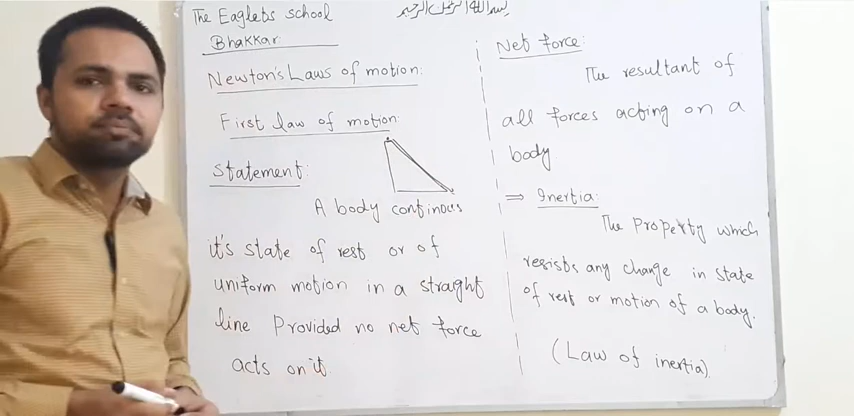 The Eaglets school
Bhakkar
بسم اللہ الرحمن الرحیم
Newton's Laws of motion:
First law of motion:
Statement:
A body continous
it's state of rest or of
uniform motion in a straght
line Provided no net force
acts on it
Net force:
The resultant of
all forces acting on a
body
⇒ Inertia:
The Property which
resists any change in state
of rest or motion of a body.
(Law of inertia)